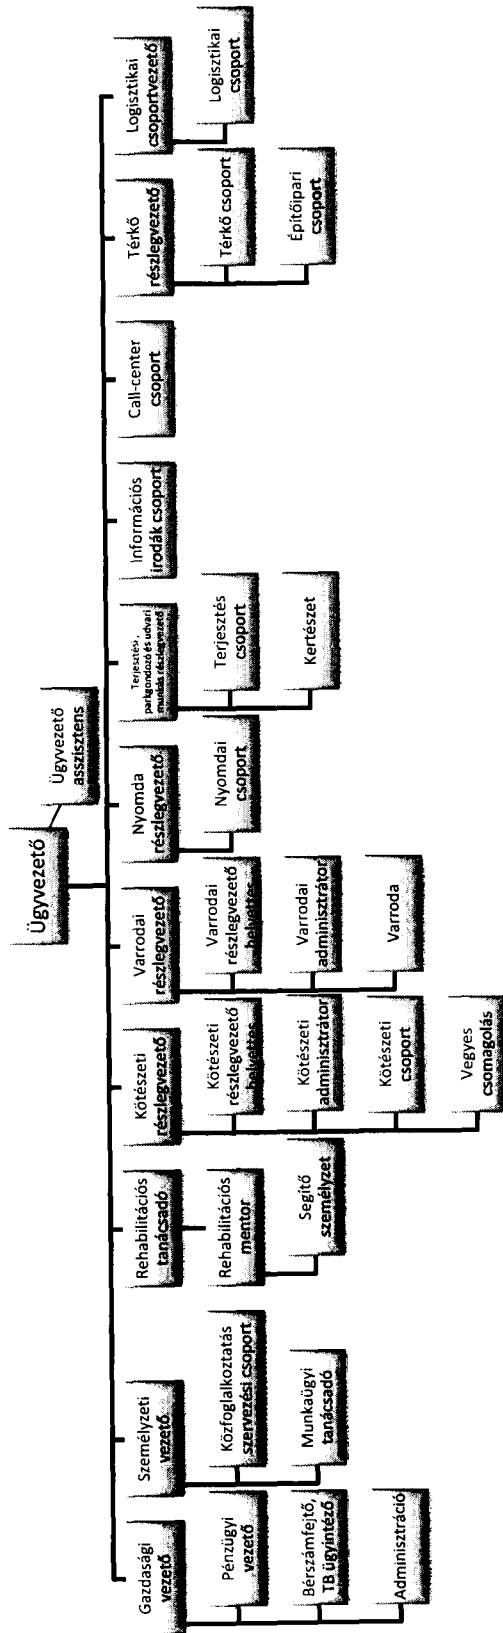 Ügyvezető
Ügyvezető
asszisztens
Gazdasági
vezető
Pénzügyi
vezető
Bérszámfejtő,
TB ügyintéző
Adminisztráció
Személyzeti
vezető
Közfoglalkoztatás
szervezési csoport
Munkaügyi
tanácsadó
Rehabilitációs
tanácsadó
Rehabilitációs
mentor
Segítő
személyzet
Kötészeti
részlegvezető
Kötészeti
részlegvezető
helyettes
Kötészeti
adminisztrátor
Kötészeti
csoport
Vegyes
csomagolás
Varrodai
részlegvezető
Varrodai
részlegvezető
helyettes
Varrodai
adminisztrátor
Varroda
Nyomda
részlegvezető
Nyomdai
csoport
Terjesztési,
parkgondozó és udvari
munkás részlegvezető
Terjesztés
csoport
Kertészet
Információs
irodák csoport
Call-center
csoport
Térkő
részlegvezető
Térkő csoport
Építőipari
csoport
Logisztikai
csoportvezető
Logisztikai
csoport